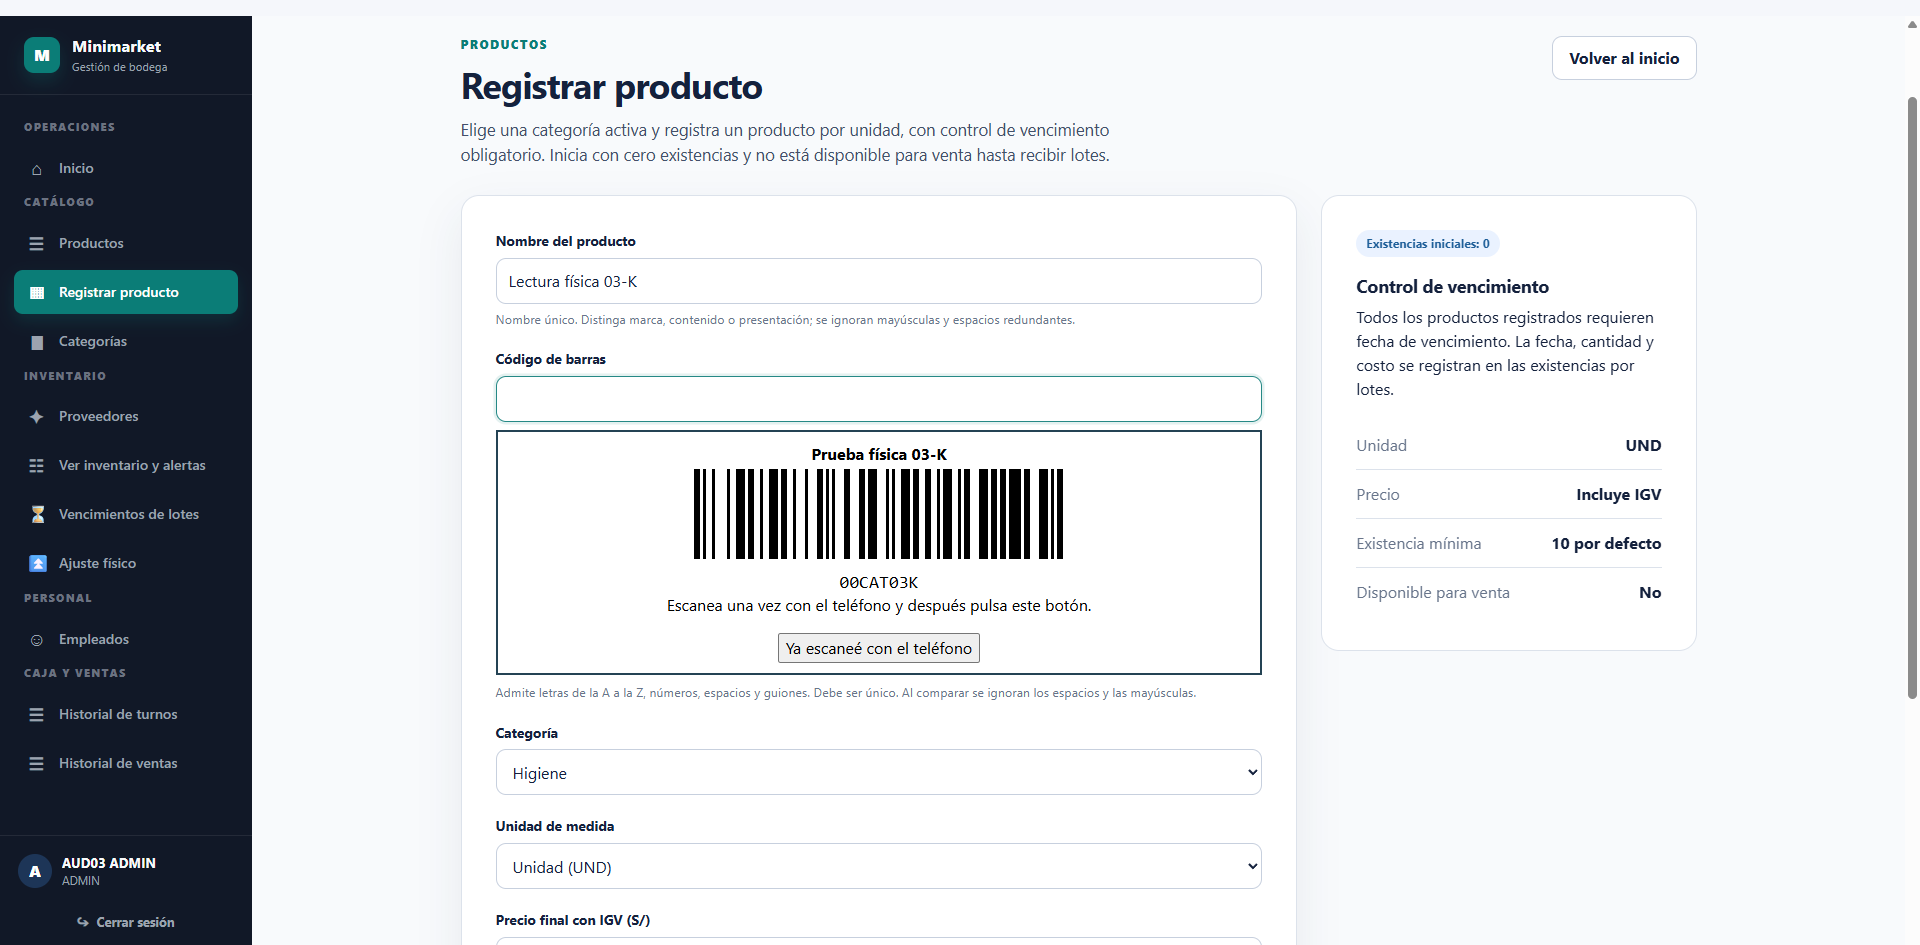 M
Minimarket
Gestión de bodega
OPERACIONES
Inicio
CATÁLOGO
Productos
Registrar producto
Categorías
INVENTARIO
Proveedores
Ver inventario y alertas
Vencimientos de lotes
Ajuste físico
PERSONAL
Empleados
CAJA Y VENTAS
Historial de turnos
Historial de ventas
A
AUD03 ADMIN
ADMIN
Cerrar sesión
PRODUCTOS
Registrar producto
Elige una categoría activa y registra un producto por unidad, con control de vencimiento
obligatorio. Inicia con cero existencias y no está disponible para venta hasta recibir lotes.
Volver al inicio
Nombre del producto
Lectura física 03-K
Nombre único. Distinga marca, contenido o presentación; se ignoran mayúsculas y espacios redundantes.
Código de barras
Prueba física 03-K
00CAT03K
Escanea una vez con el teléfono y después pulsa este botón.
Ya escaneé con el teléfono
Admite letras de la A a la Z, números, espacios y guiones. Debe ser único. Al comparar se ignoran los espacios y las mayúsculas.
Categoría
Higiene
Unidad de medida
Unidad (UND)
Precio final con IGV (S/)
Existencias iniciales: 0
Control de vencimiento
Todos los productos registrados requieren
fecha de vencimiento. La fecha, cantidad y
costo se registran en las existencias por
lotes.
Unidad UND
Precio Incluye IGV
Existencia mínima 10 por defecto
Disponible para venta No